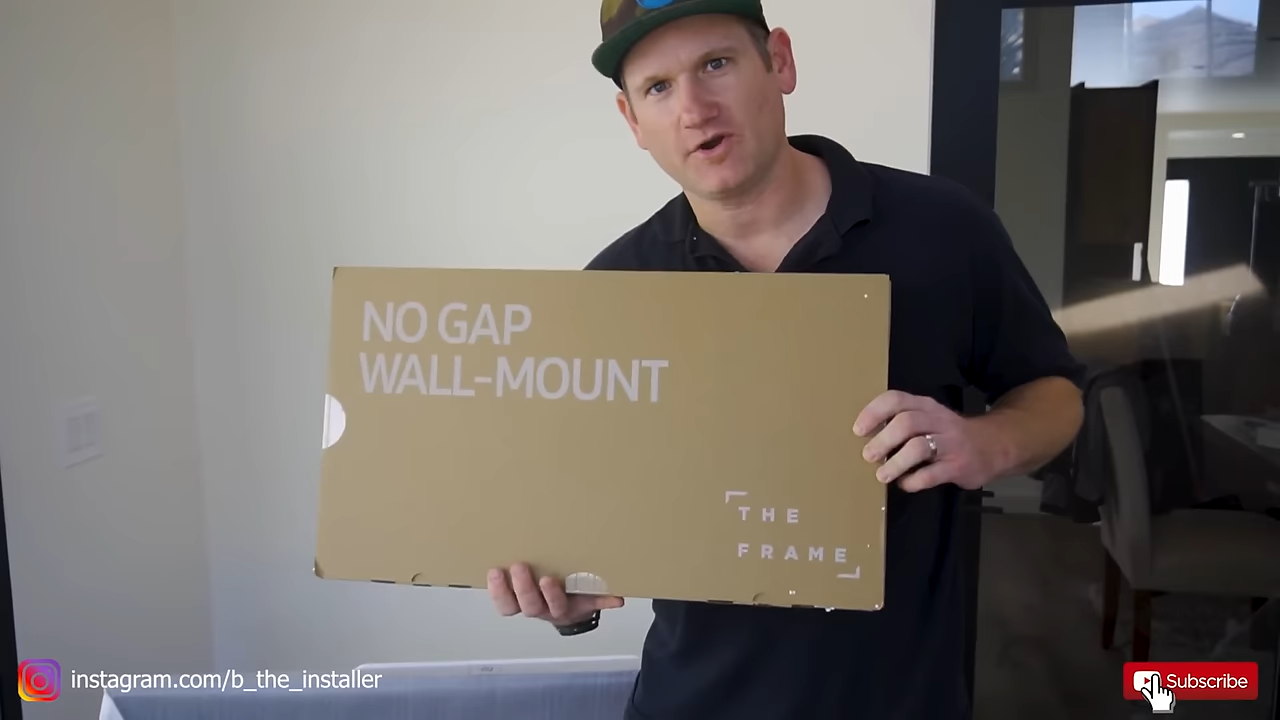 NO GAP
WALL-MOUNT
THE
FRAME
instagram.com/b_the_installer
Subscribe